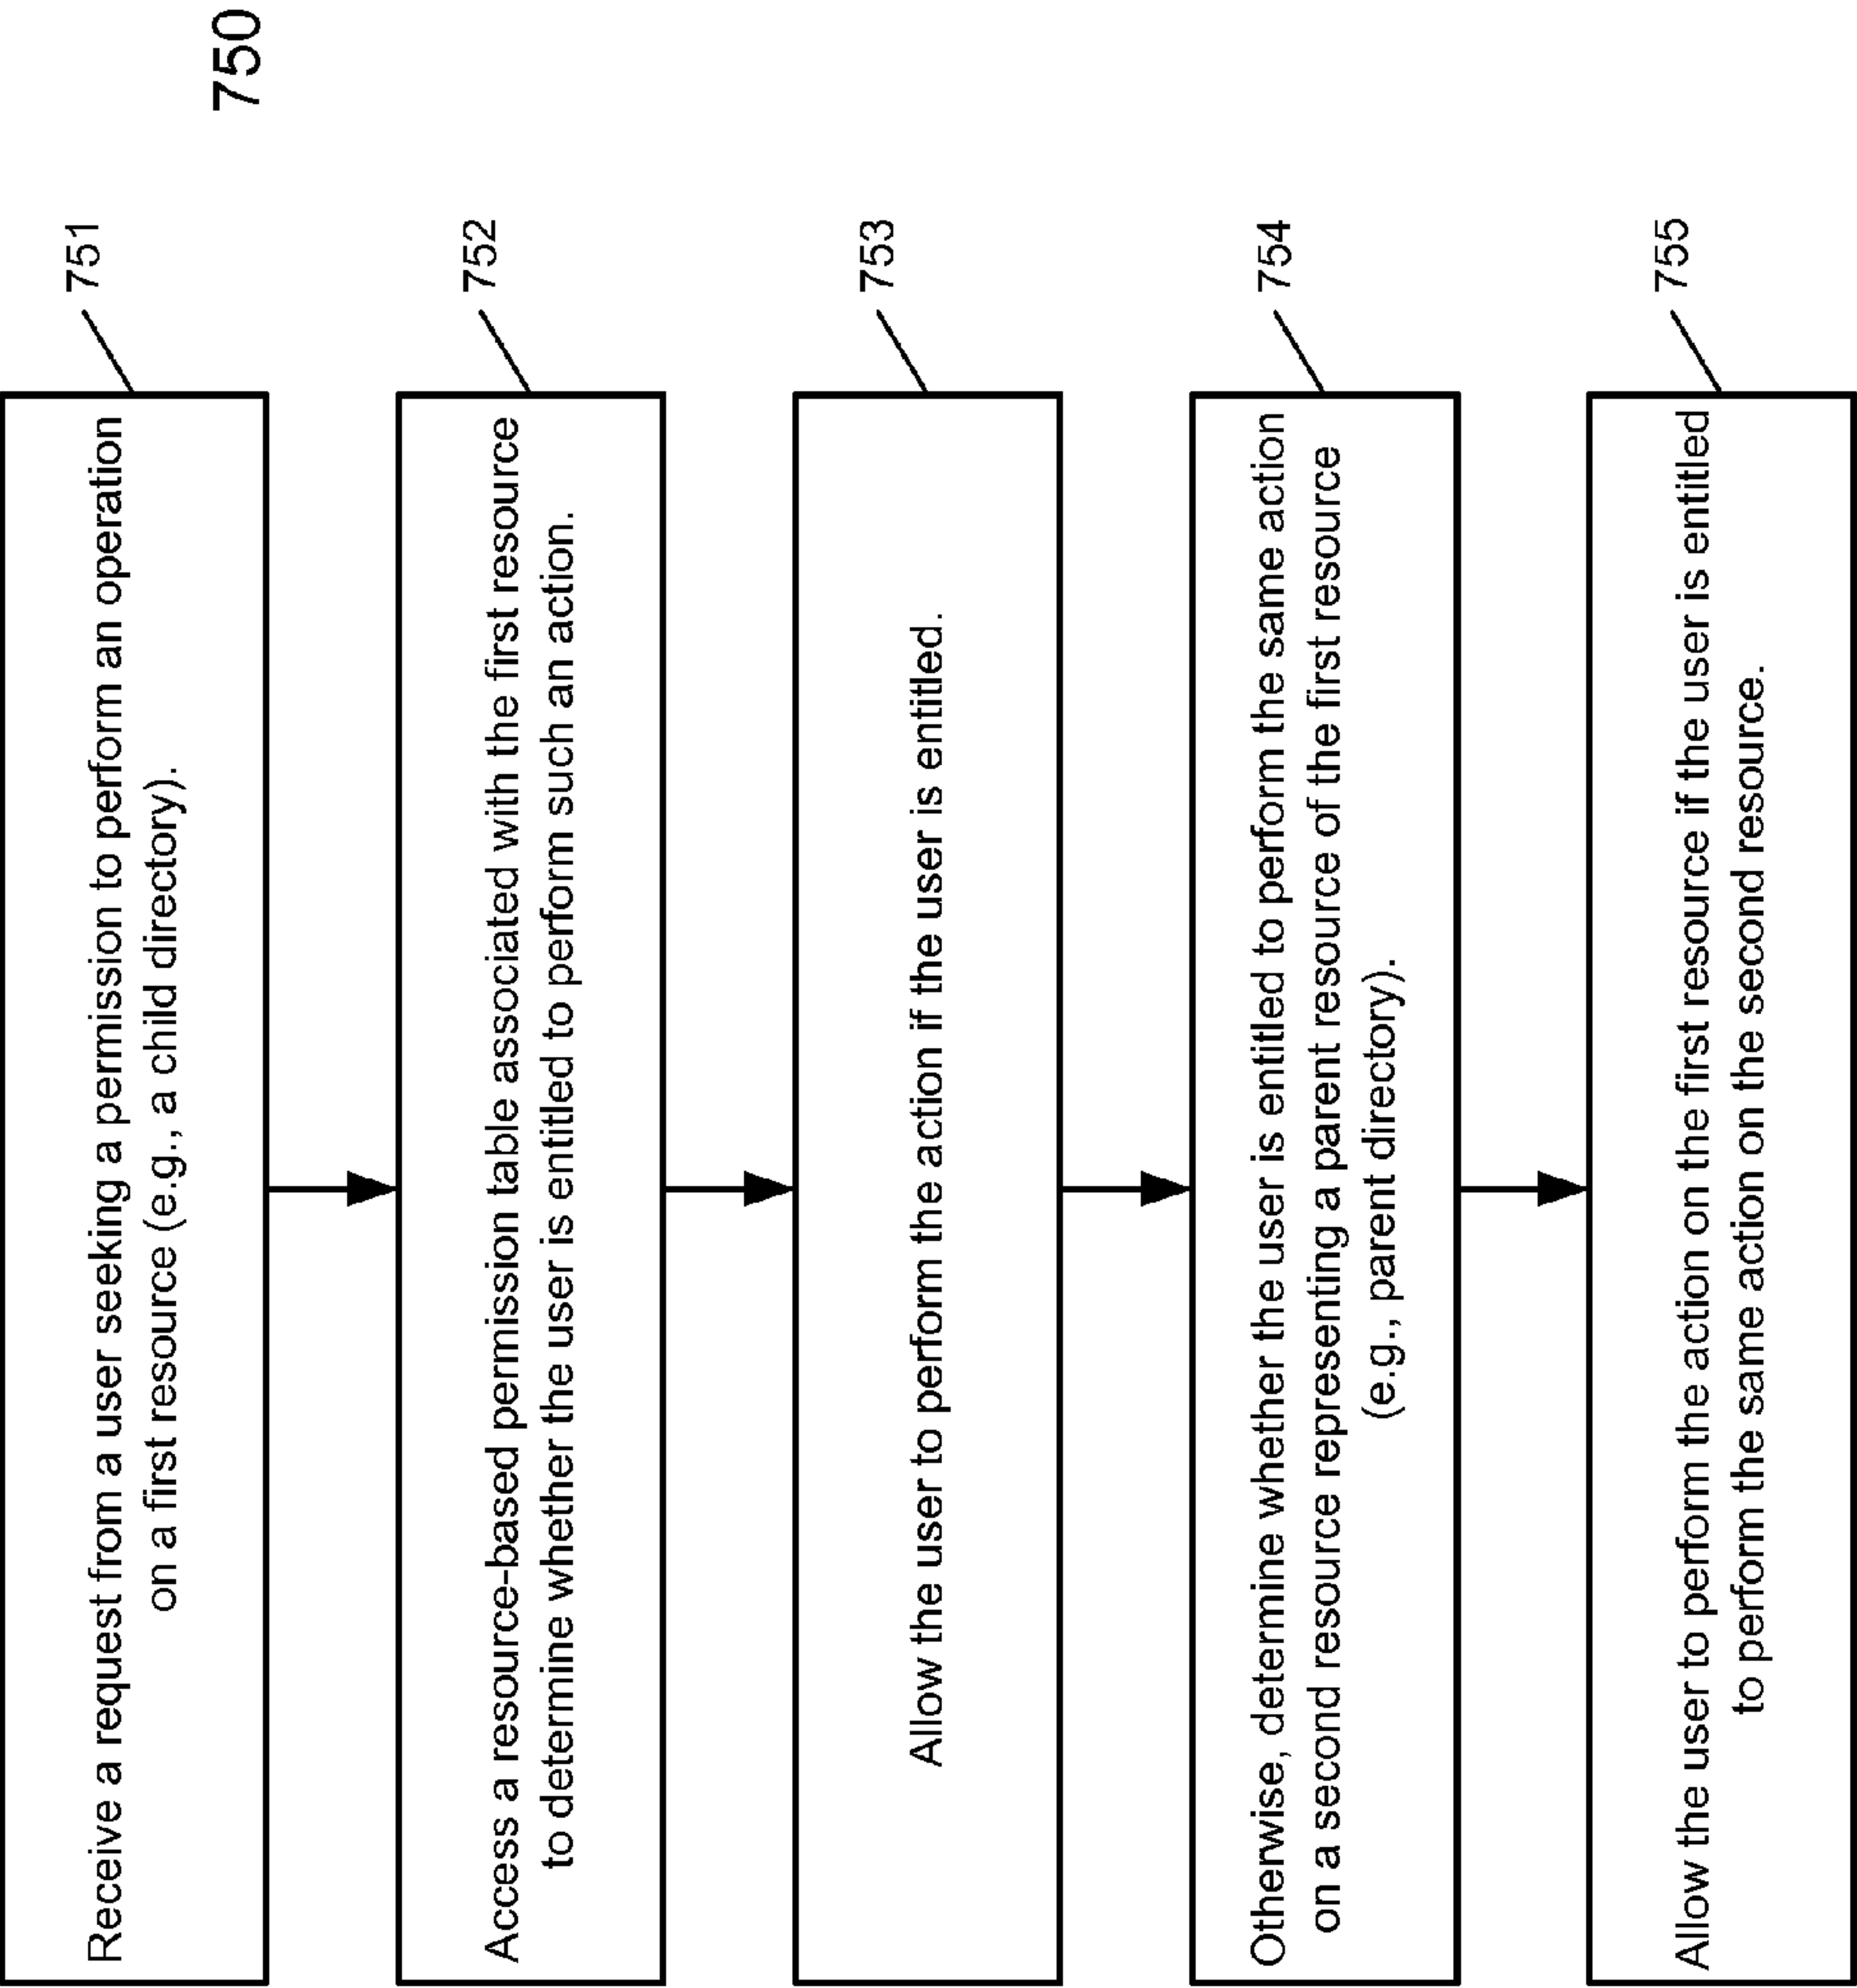 750
751
Receive a request from a user seeking a permission to perform an operation
on a first resource (e.g., a child directory).
752
Access a resource-based permission table associated with the first resource
to determine whether the user is entitled to perform such an action.
753
Allow the user to perform the action if the user is entitled.
754
Otherwise, determine whether the user is entitled to perform the same action
on a second resource representing a parent resource of the first resource
(e.g., parent directory).
755
Allow the user to perform the action on the first resource if the user is entitled
to perform the same action on the second resource.